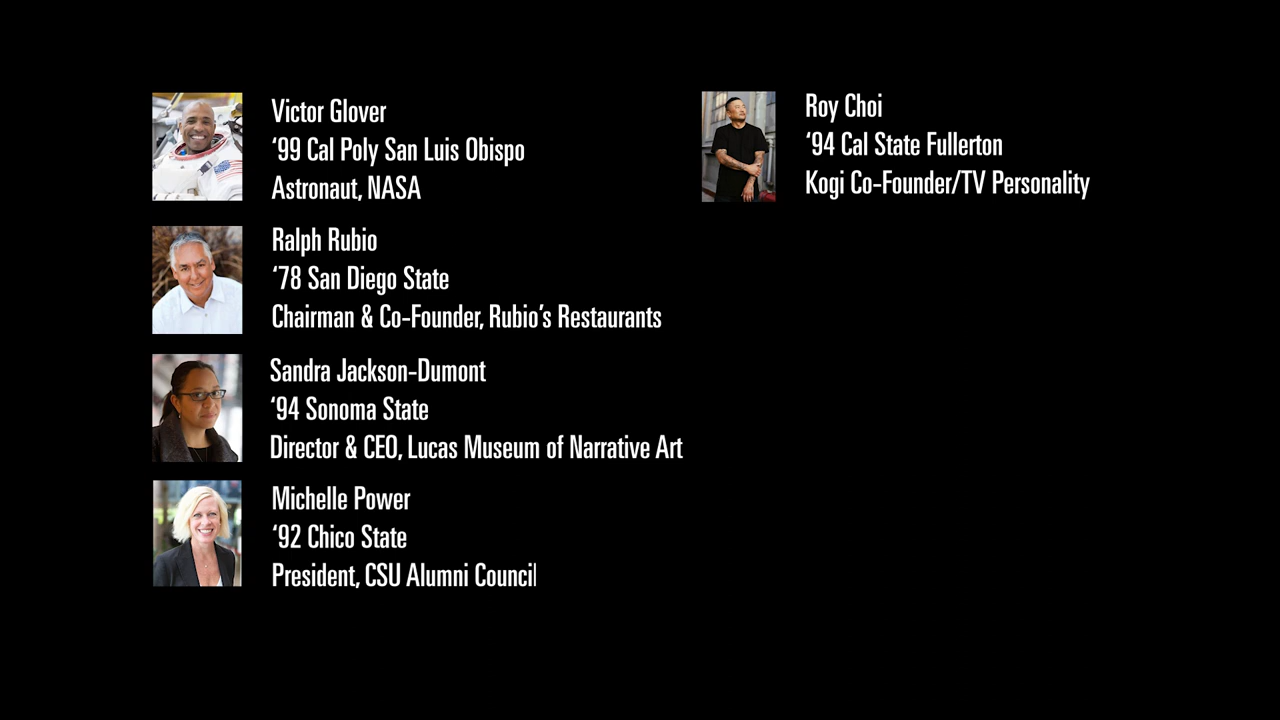 Victor Glover
‘99 Cal Poly San Luis Obispo
Astronaut, NASA
Ralph Rubio
‘78 San Diego State
Chairman & Co-Founder, Rubio’s Restaurants
Sandra Jackson-Dumont
‘94 Sonoma State
Director & CEO, Lucas Museum of Narrative Art
Michelle Power
‘92 Chico State
President, CSU Alumni Council
Roy Choi
‘94 Cal State Fullerton
Kogi Co-Founder/TV Personality